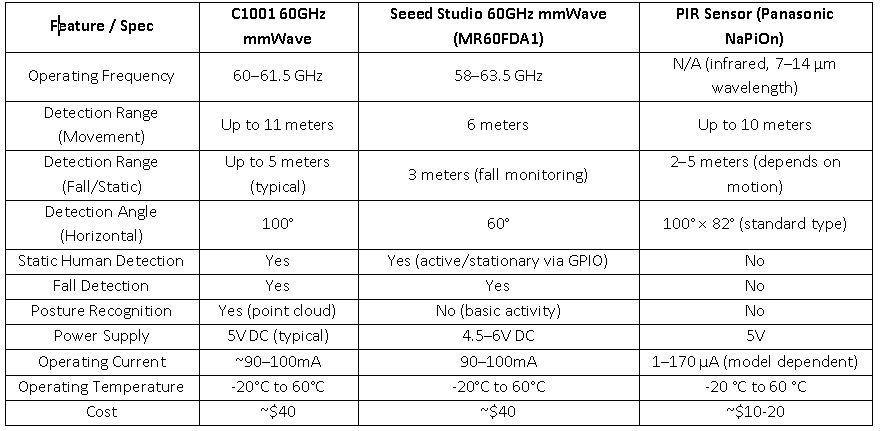 Feature / Spec
C1001 60GHz
mmWave
Seeed Studio 60GHz mmWave
(MR60FDA1)
PIR Sensor (Panasonic
NaPiOn)
Operating Frequency
60–61.5 GHz
58–63.5 GHz
N/A (infrared, 7–14 µm
wavelength)
Detection Range
(Movement)
Up to 11 meters
6 meters
Up to 10 meters
Detection Range
(Fall/Static)
Up to 5 meters
(typical)
3 meters (fall monitoring)
2–5 meters (depends on
motion)
Detection Angle
(Horizontal)
100°
60°
100° × 82° (standard type)
Static Human Detection
Yes
Yes (active/stationary via GPIO)
No
Fall Detection
Yes
Yes
No
Posture Recognition
Yes (point cloud)
No (basic activity)
No
Power Supply
5V DC (typical)
4.5–6V DC
5V
Operating Current
~90–100mA
90–100mA
1–170 µA (model dependent)
Operating Temperature
-20°C to 60°C
-20°C to 60°C
-20 °C to 60 °C
Cost
~$40
~$40
~$10-20